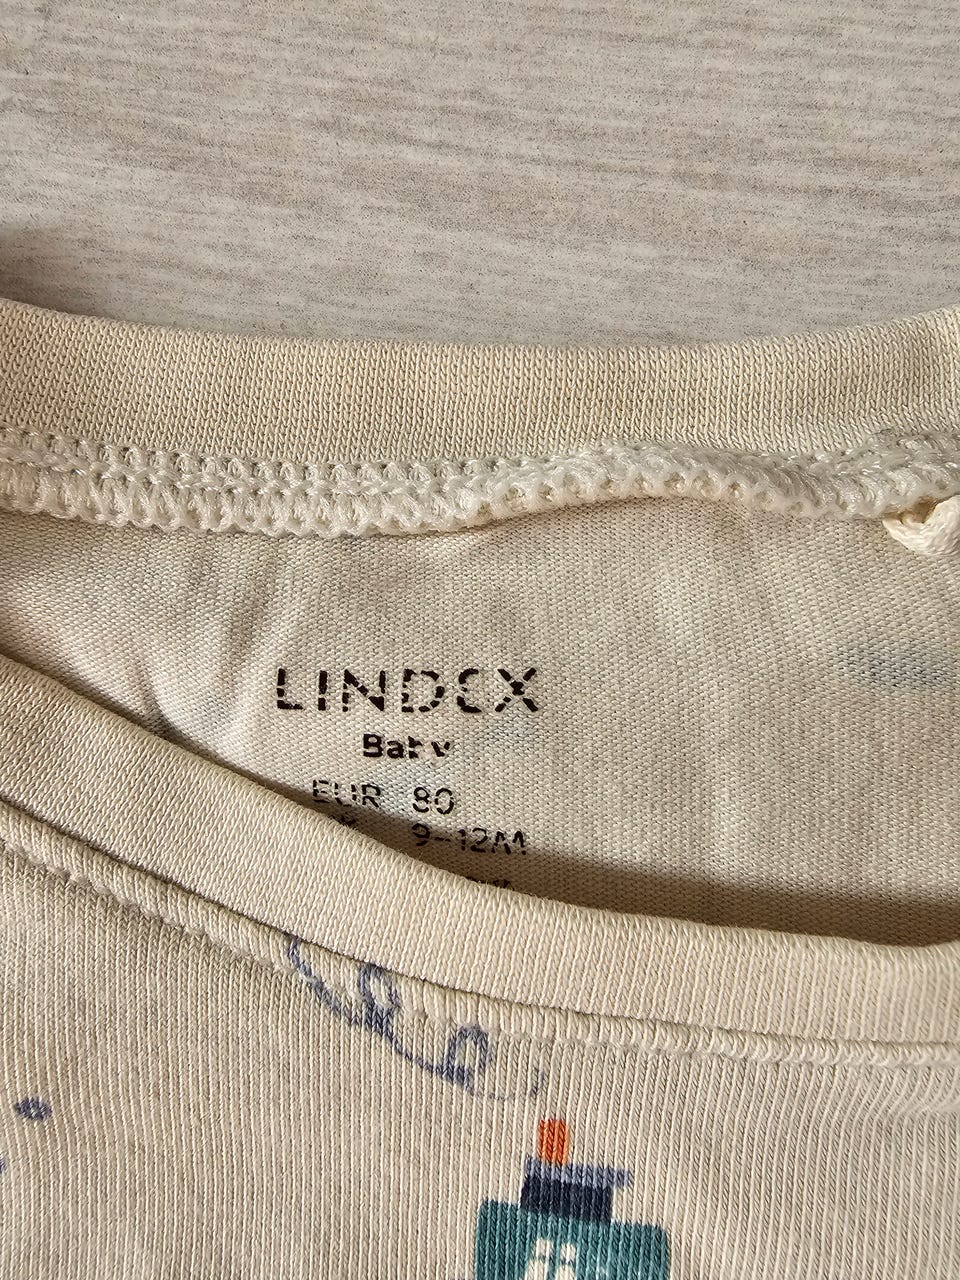 LINDEX
Baby
EUR 80
9-12M